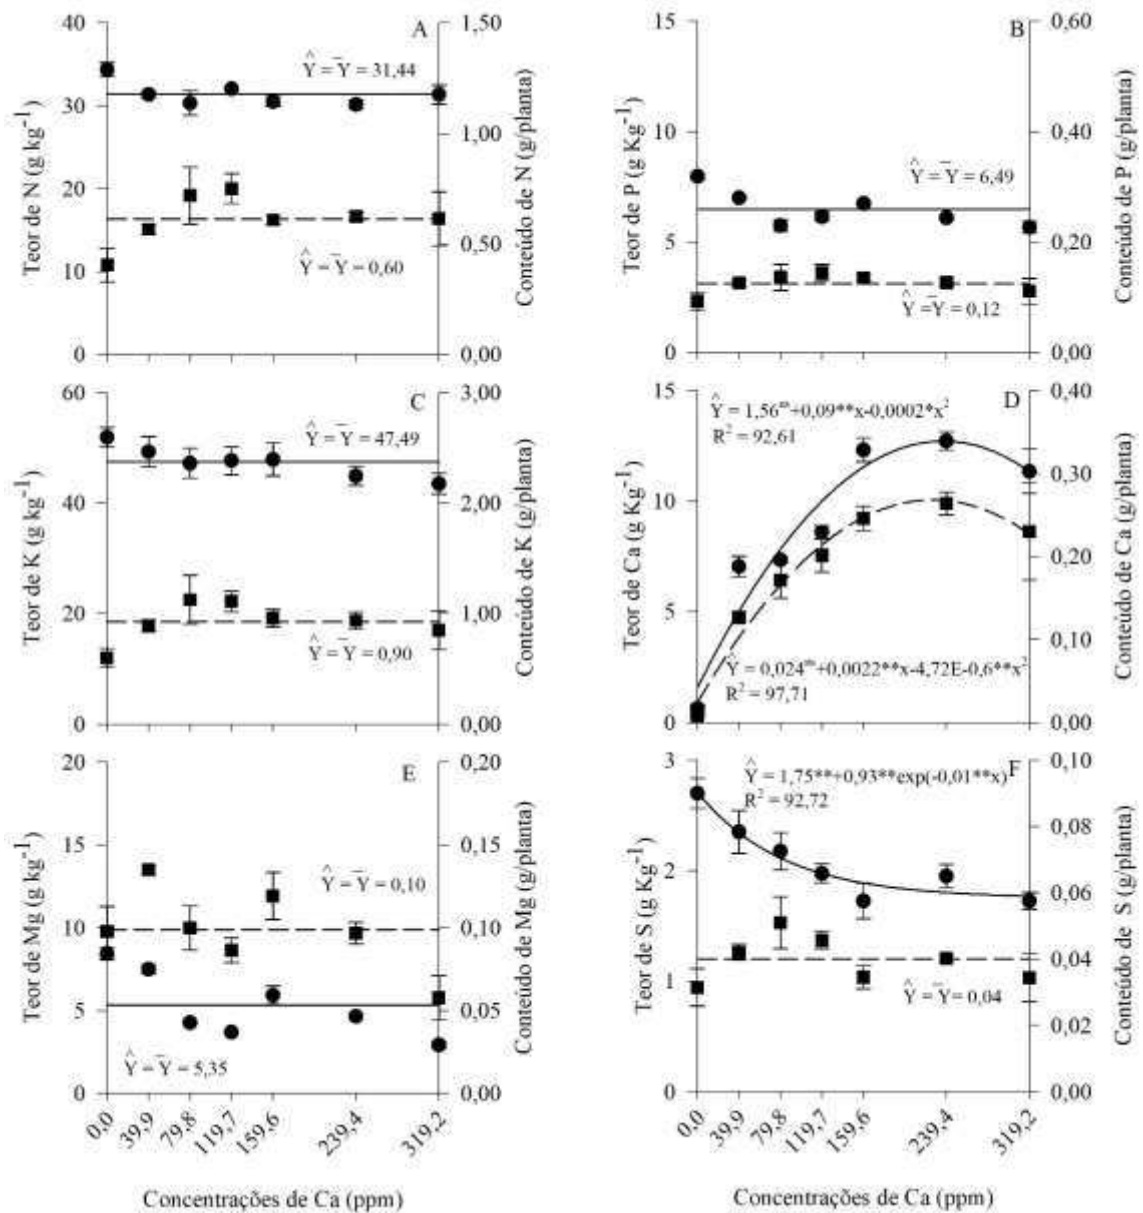 A
Teor de N (g kg⁻¹)
40
30
20
10
0
Ŷ = Ȳ = 31,44
Ŷ = Ȳ = 0,60
1,50
1,00
0,50
0,00
Conteúdo de N (g/planta)
B
Teor de P (g Kg⁻¹)
15
10
5
0
Ŷ = Ȳ = 6,49
Ŷ = Ȳ = 0,12
0,60
0,40
0,20
0,00
Conteúdo de P (g/planta)
C
Teor de K (g kg⁻¹)
60
40
20
0
Ŷ = Ȳ = 47,49
Ŷ = Ȳ = 0,90
3,00
2,00
1,00
0,00
Conteúdo de K (g/planta)
D
Teor de Ca (g Kg⁻¹)
15
10
5
0
Ŷ = 1,56ⁿˢ+0,09**x-0,0002*x²
R² = 92,61
Ŷ = 0,024ⁿˢ+0,0022**x-4,72E-0,6**x²
R² = 97,71
0,40
0,30
0,20
0,10
0,00
Conteúdo de Ca (g/planta)
E
Teor de Mg (g kg⁻¹)
20
15
10
5
0
Ŷ = Ȳ = 0,10
Ŷ = Ȳ = 5,35
0,20
0,15
0,10
0,05
0,00
Conteúdo de Mg (g/planta)
0,0
39,9
79,8
119,7
159,6
239,4
319,2
Concentrações de Ca (ppm)
F
Teor de S (g Kg⁻¹)
3
2
1
0
Ŷ = 1,75**+0,93**exp(-0,01**x)
R² = 92,72
Ŷ = Ȳ = 0,04
0,10
0,08
0,06
0,04
0,02
0,00
Conteúdo de S (g/planta)
0,0
39,9
79,8
119,7
159,6
239,4
319,2
Concentrações de Ca (ppm)